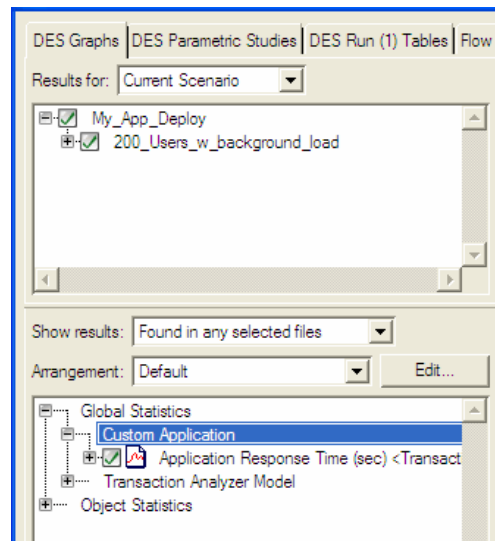 DES Graphs DES Parametric Studies DES Run (1) Tables Flow
Results for: Current Scenario
My_App_Deploy
200_Users_w_background_load
Show results: Found in any selected files
Arrangement: Default Edit...
Global Statistics
Custom Application
Application Response Time (sec) <Transact
Transaction Analyzer Model
Object Statistics